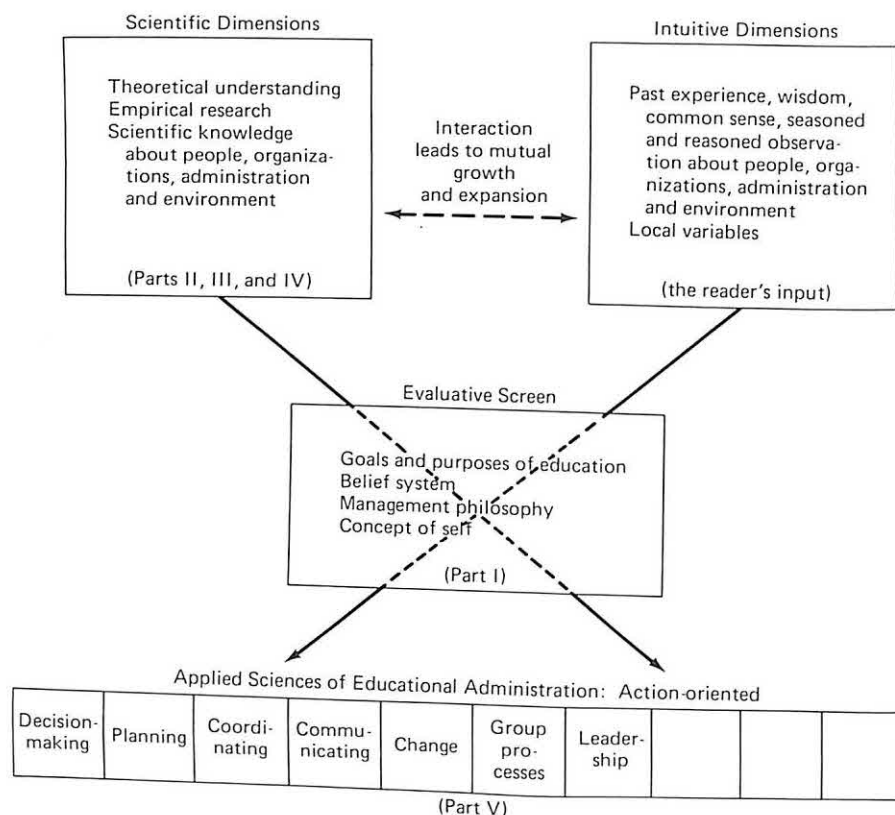 Scientific Dimensions
Theoretical understanding
Empirical research
Scientific knowledge
about people, organiza-
tions, administration
and environment
(Parts II, III, and IV)
Interaction
leads to mutual
growth
and expansion
Intuitive Dimensions
Past experience, wisdom,
common sense, seasoned
and reasoned observa-
tion about people, orga-
nizations, administration
and environment
Local variables
(the reader's input)
Evaluative Screen
Goals and purposes of education
Belief system
Management philosophy
Concept of self
(Part I)
Applied Sciences of Educational Administration: Action-oriented
Decision-
making
Planning
Coordi-
nating
Commu-
nicating
Change
Group
pro-
cesses
Leader-
ship
(Part V)